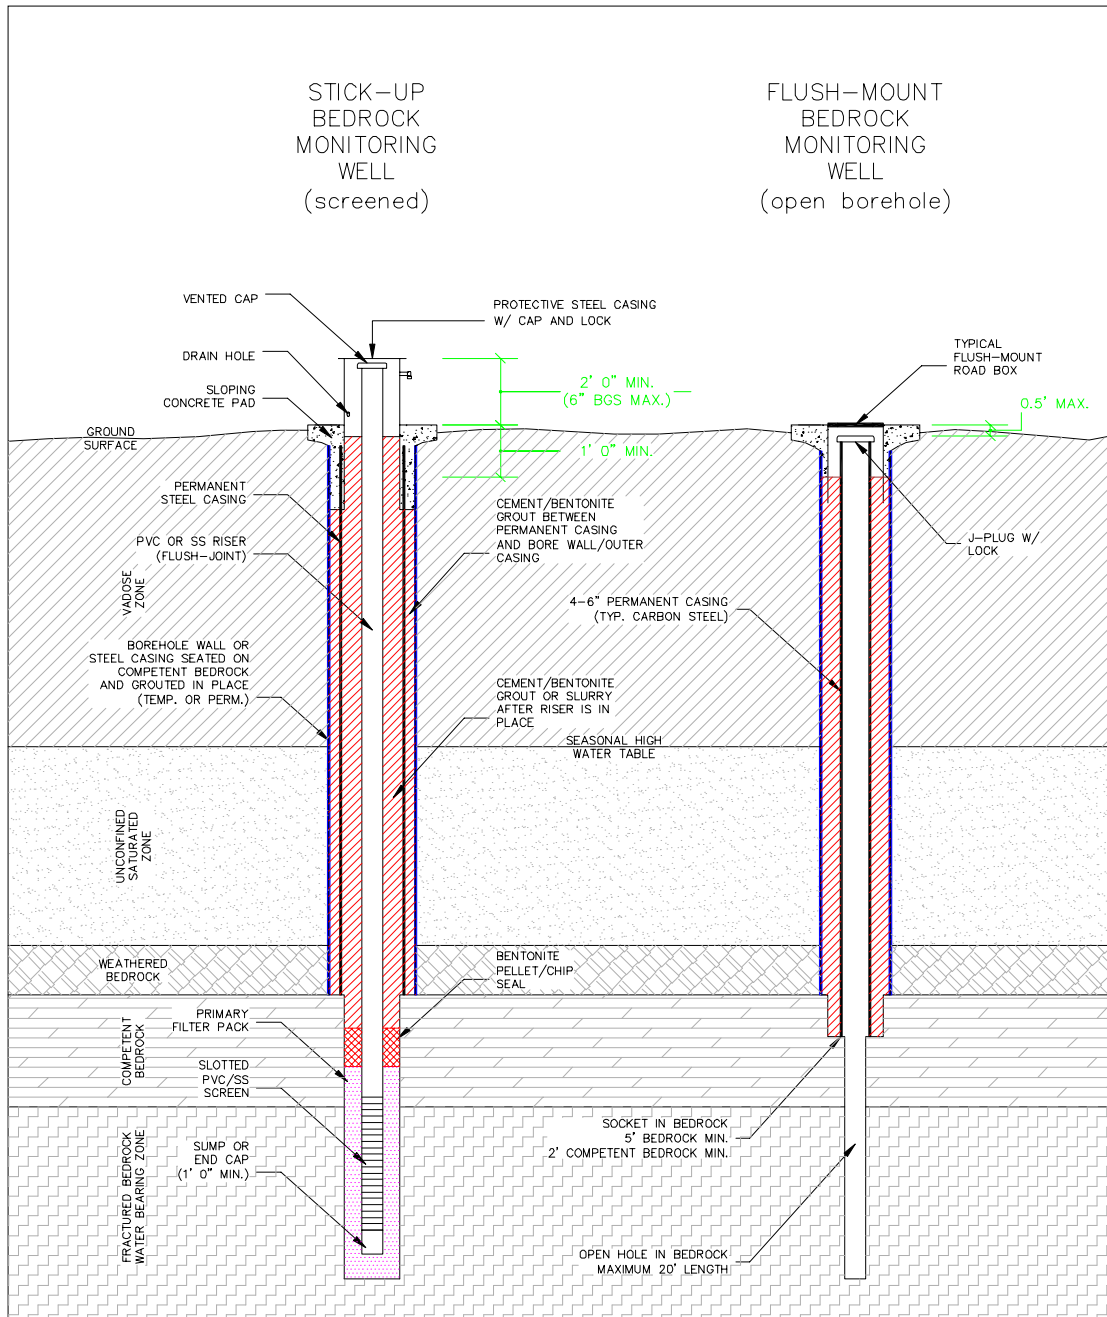 STICK-UP
BEDROCK
MONITORING
WELL
(screened)
FLUSH-MOUNT
BEDROCK
MONITORING
WELL
(open borehole)
VENTED CAP
PROTECTIVE STEEL CASING
W/ CAP AND LOCK
DRAIN HOLE
SLOPING
CONCRETE PAD
GROUND
SURFACE
2' 0" MIN.
(6" BGS MAX.)
1' 0" MIN.
TYPICAL
FLUSH-MOUNT
ROAD BOX
0.5' MAX.
PERMANENT
STEEL CASING
PVC OR SS RISER
(FLUSH-JOINT)
CEMENT/BENTONITE
GROUT BETWEEN
PERMANENT CASING
AND BORE WALL/OUTER
CASING
J-PLUG W/
LOCK
VADOSE
ZONE
4-6" PERMANENT CASING
(TYP. CARBON STEEL)
BOREHOLE WALL OR
STEEL CASING SEATED ON
COMPETENT BEDROCK
AND GROUTED IN PLACE
(TEMP. OR PERM.)
CEMENT/BENTONITE
GROUT OR SLURRY
AFTER RISER IS IN
PLACE
SEASONAL HIGH
WATER TABLE
UNCONFINED
SATURATED
ZONE
WEATHERED
BEDROCK
BENTONITE
PELLET/CHIP
SEAL
PRIMARY
FILTER PACK
COMPETENT
BEDROCK
SLOTTED
PVC/SS
SCREEN
SOCKET IN BEDROCK
5' BEDROCK MIN.
2' COMPETENT BEDROCK MIN.
SUMP OR
END CAP
(1' 0" MIN.)
FRACTURED BEDROCK
WATER BEARING ZONE
OPEN HOLE IN BEDROCK
MAXIMUM 20' LENGTH